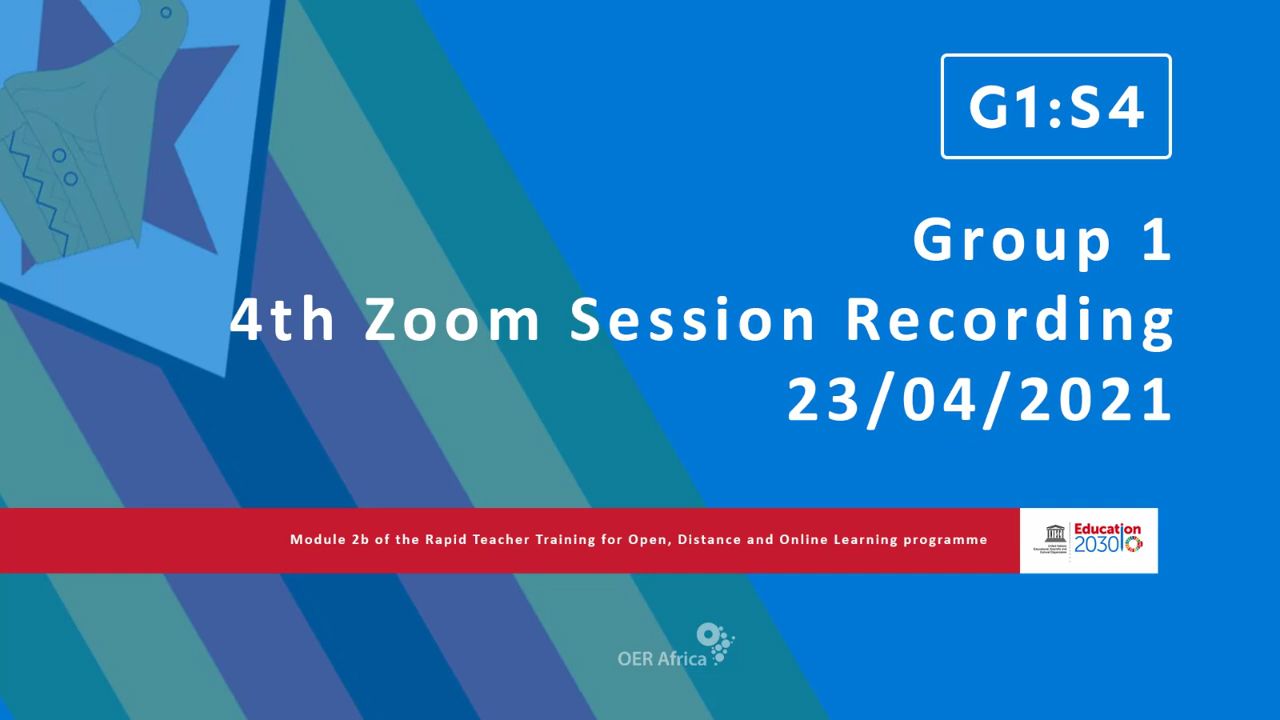 G1:S4
Group 1
4th Zoom Session Recording
23/04/2021
Module 2b of the Rapid Teacher Training for Open, Distance and Online Learning programme
Education
2030
OER Africa